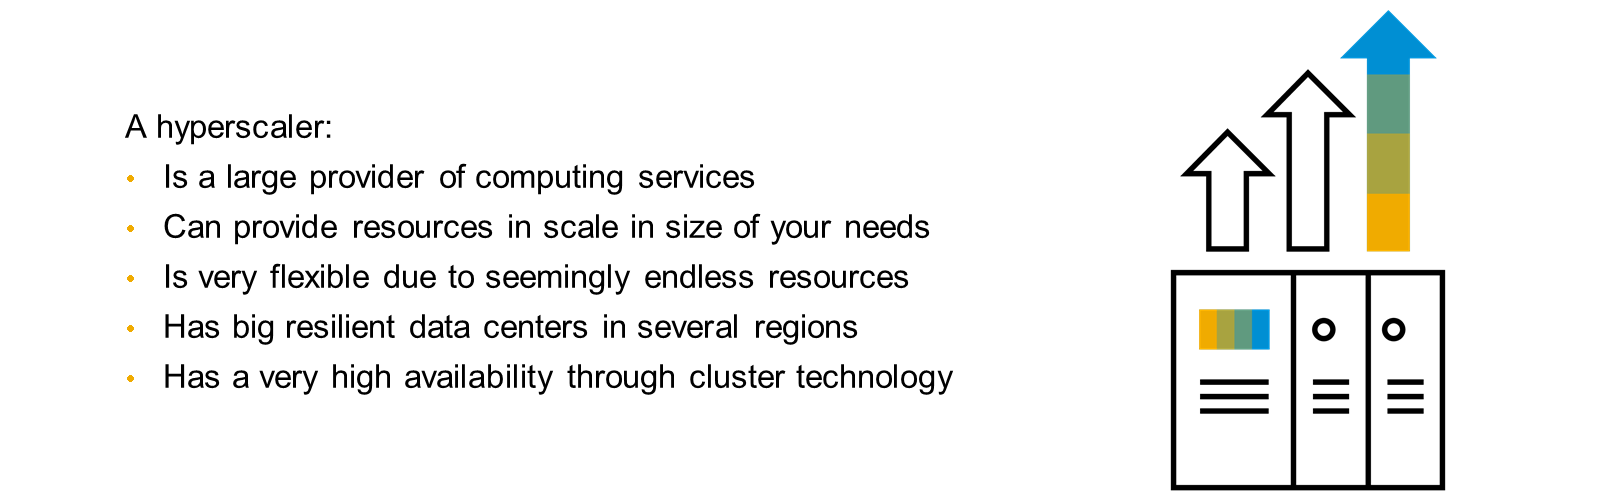 A hyperscaler:
• Is a large provider of computing services
• Can provide resources in scale in size of your needs
• Is very flexible due to seemingly endless resources
• Has big resilient data centers in several regions
• Has a very high availability through cluster technology